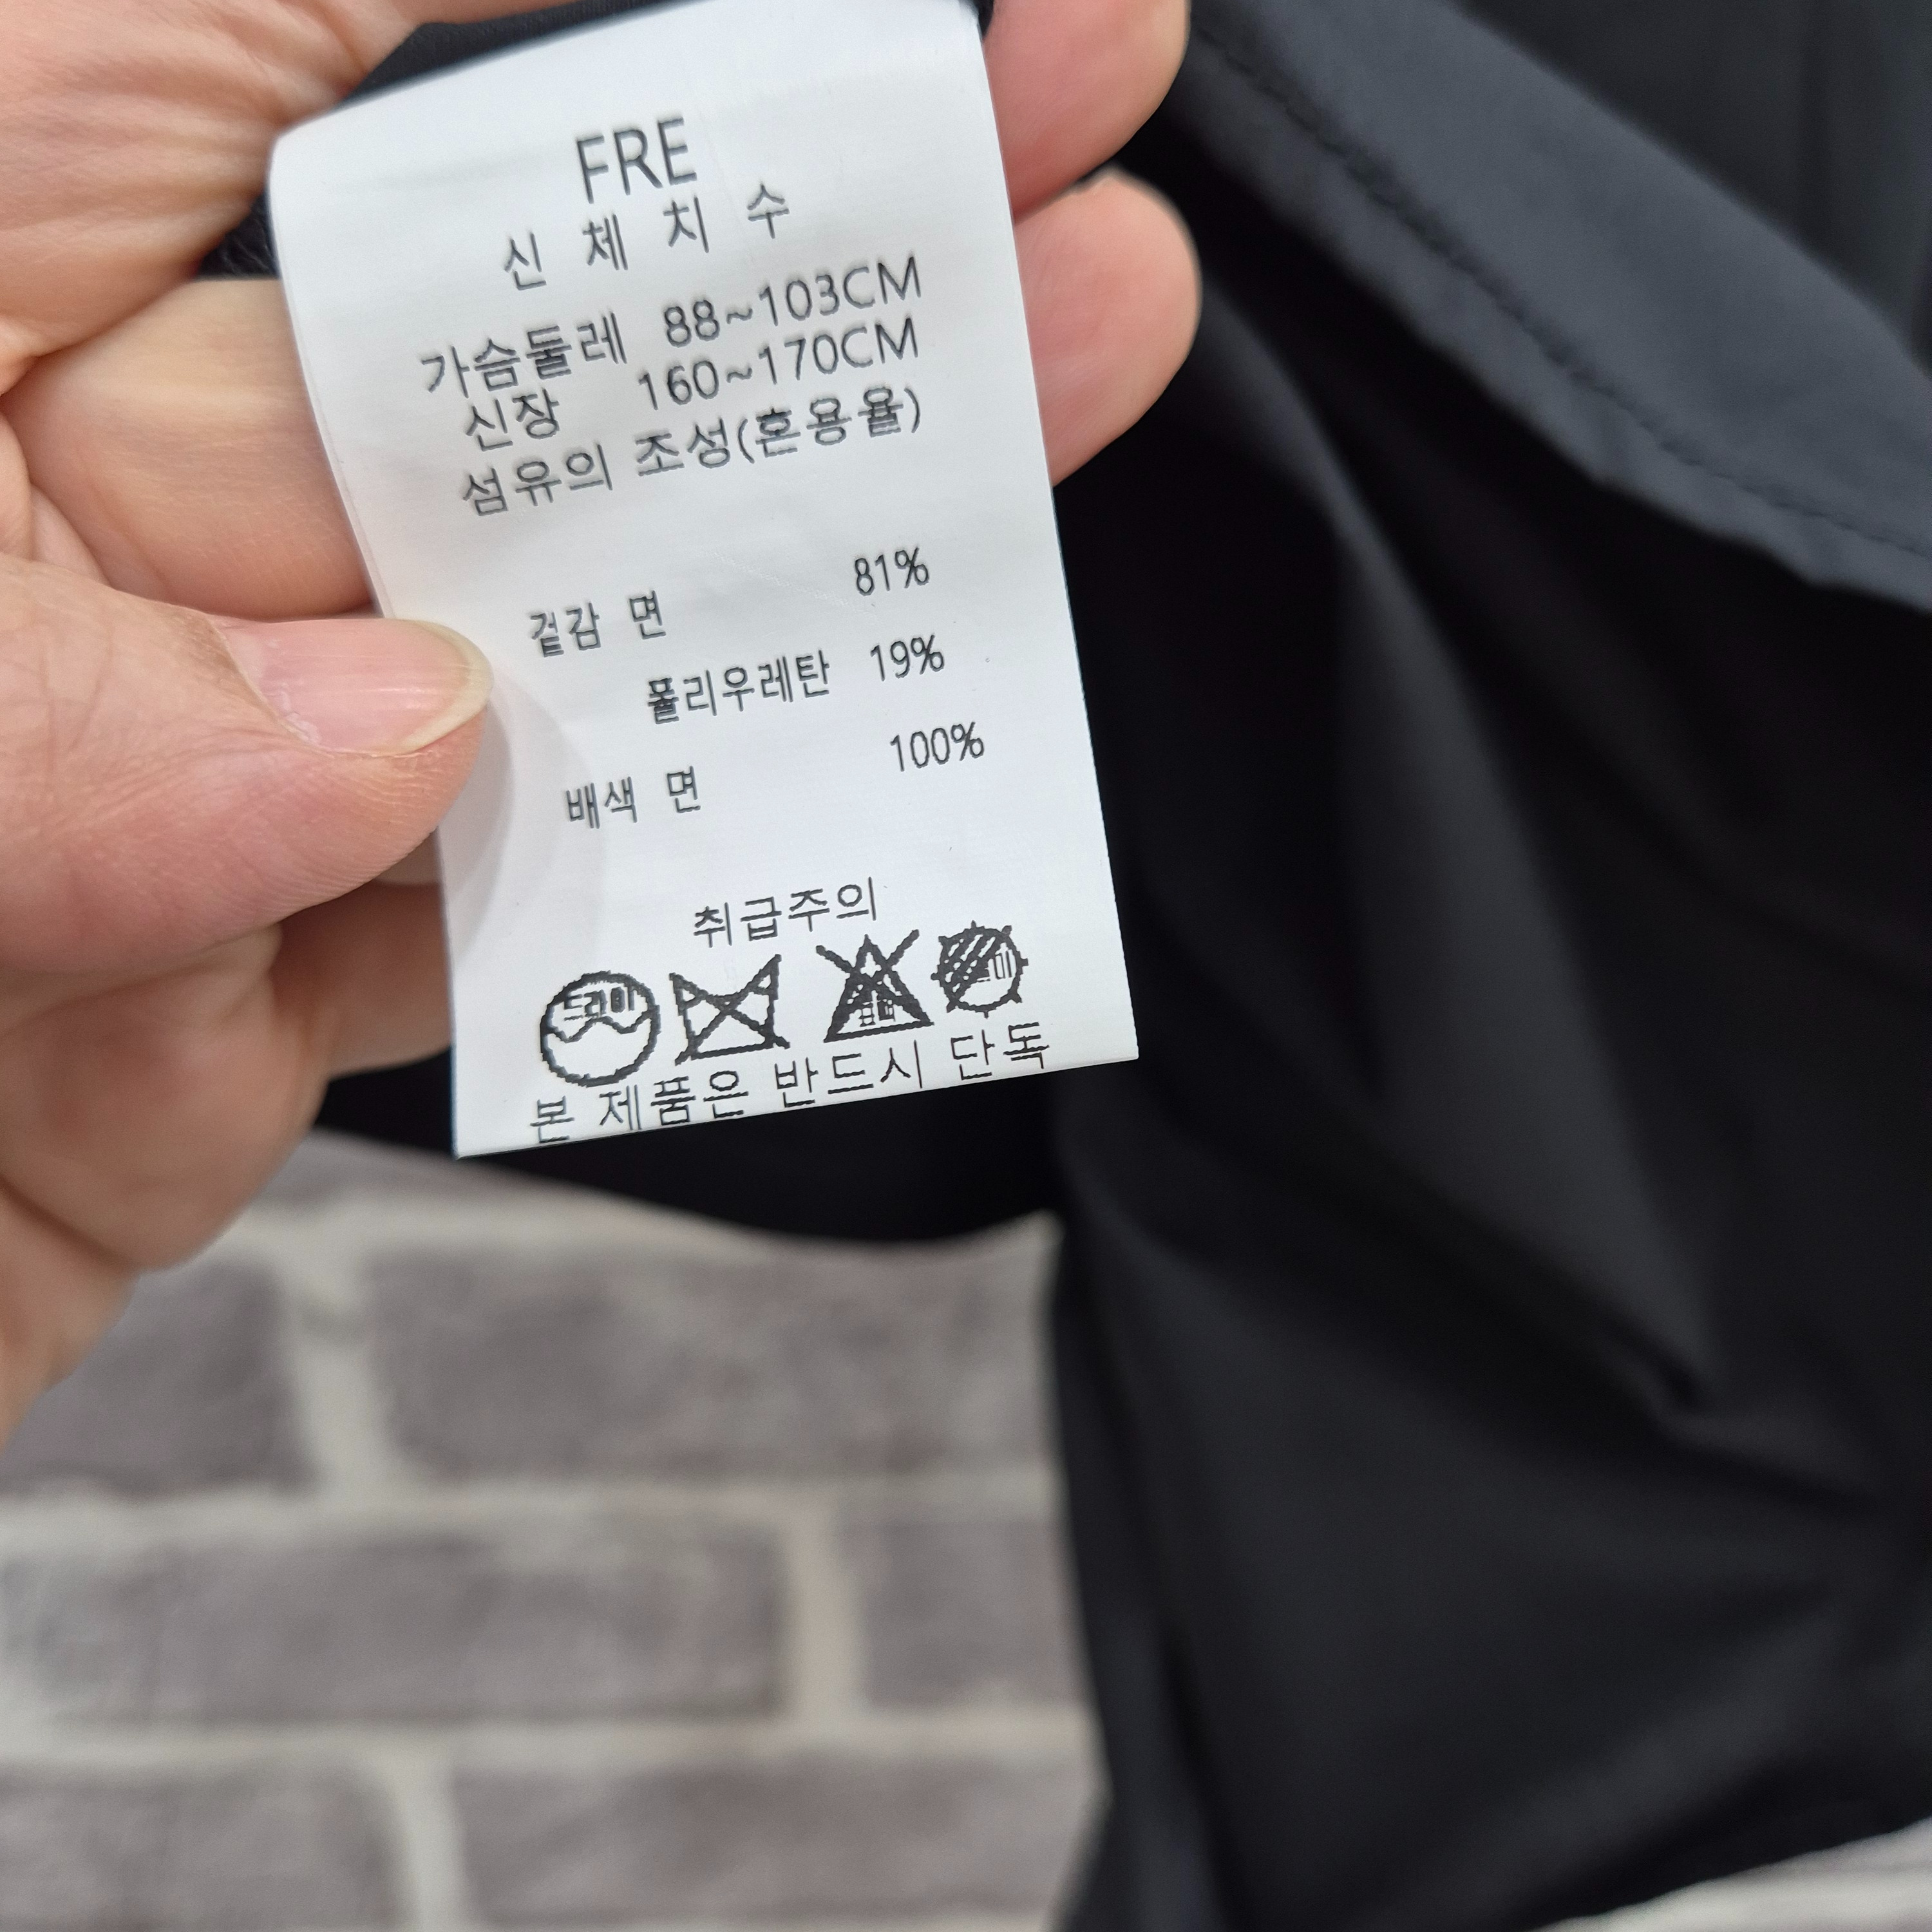 FRE
신 체 치 수
가슴둘레 88~103CM
신장 160~170CM
섬유의 조성(혼용율)
겉감 면 81%
폴리우레탄 19%
배색 면 100%
취급주의
드라이
본 제품은 반드시 단독